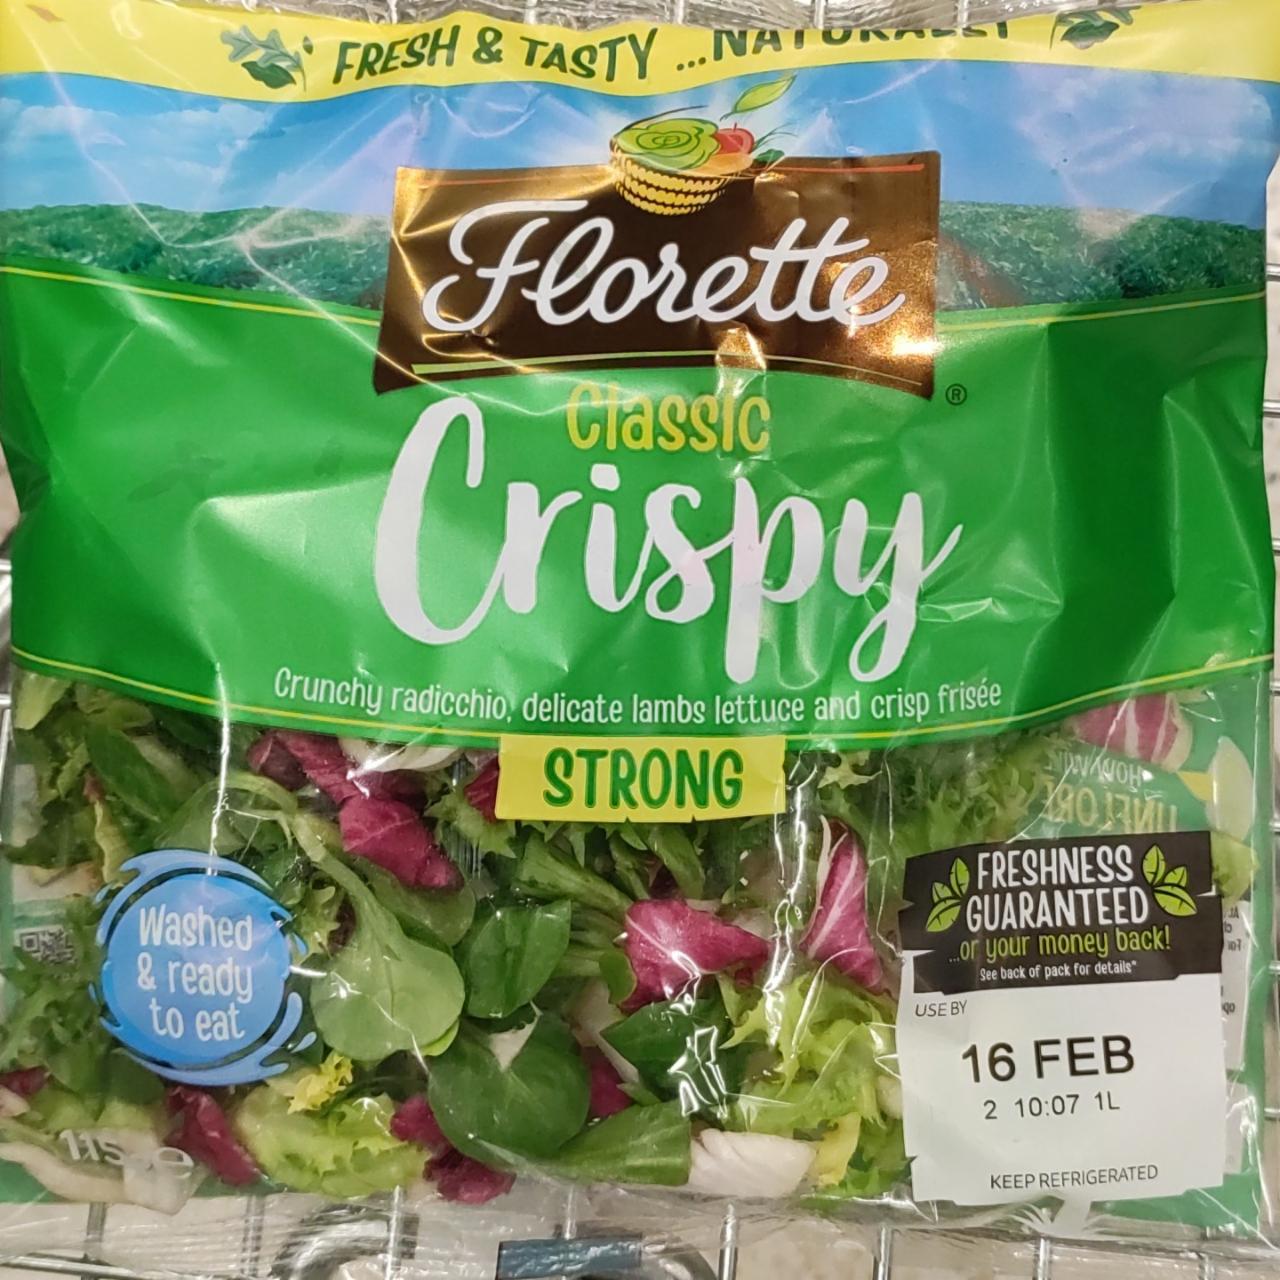 FRESH & TASTY ...NATURALLY
Florette
®
Classic
Crispy
Crunchy radicchio, delicate lambs lettuce and crisp frisée
STRONG
Washed
& ready
to eat
FRESHNESS
GUARANTEED
...or your money back!
See back of pack for details*
USE BY
16 FEB
2 10:07 1L
KEEP REFRIGERATED